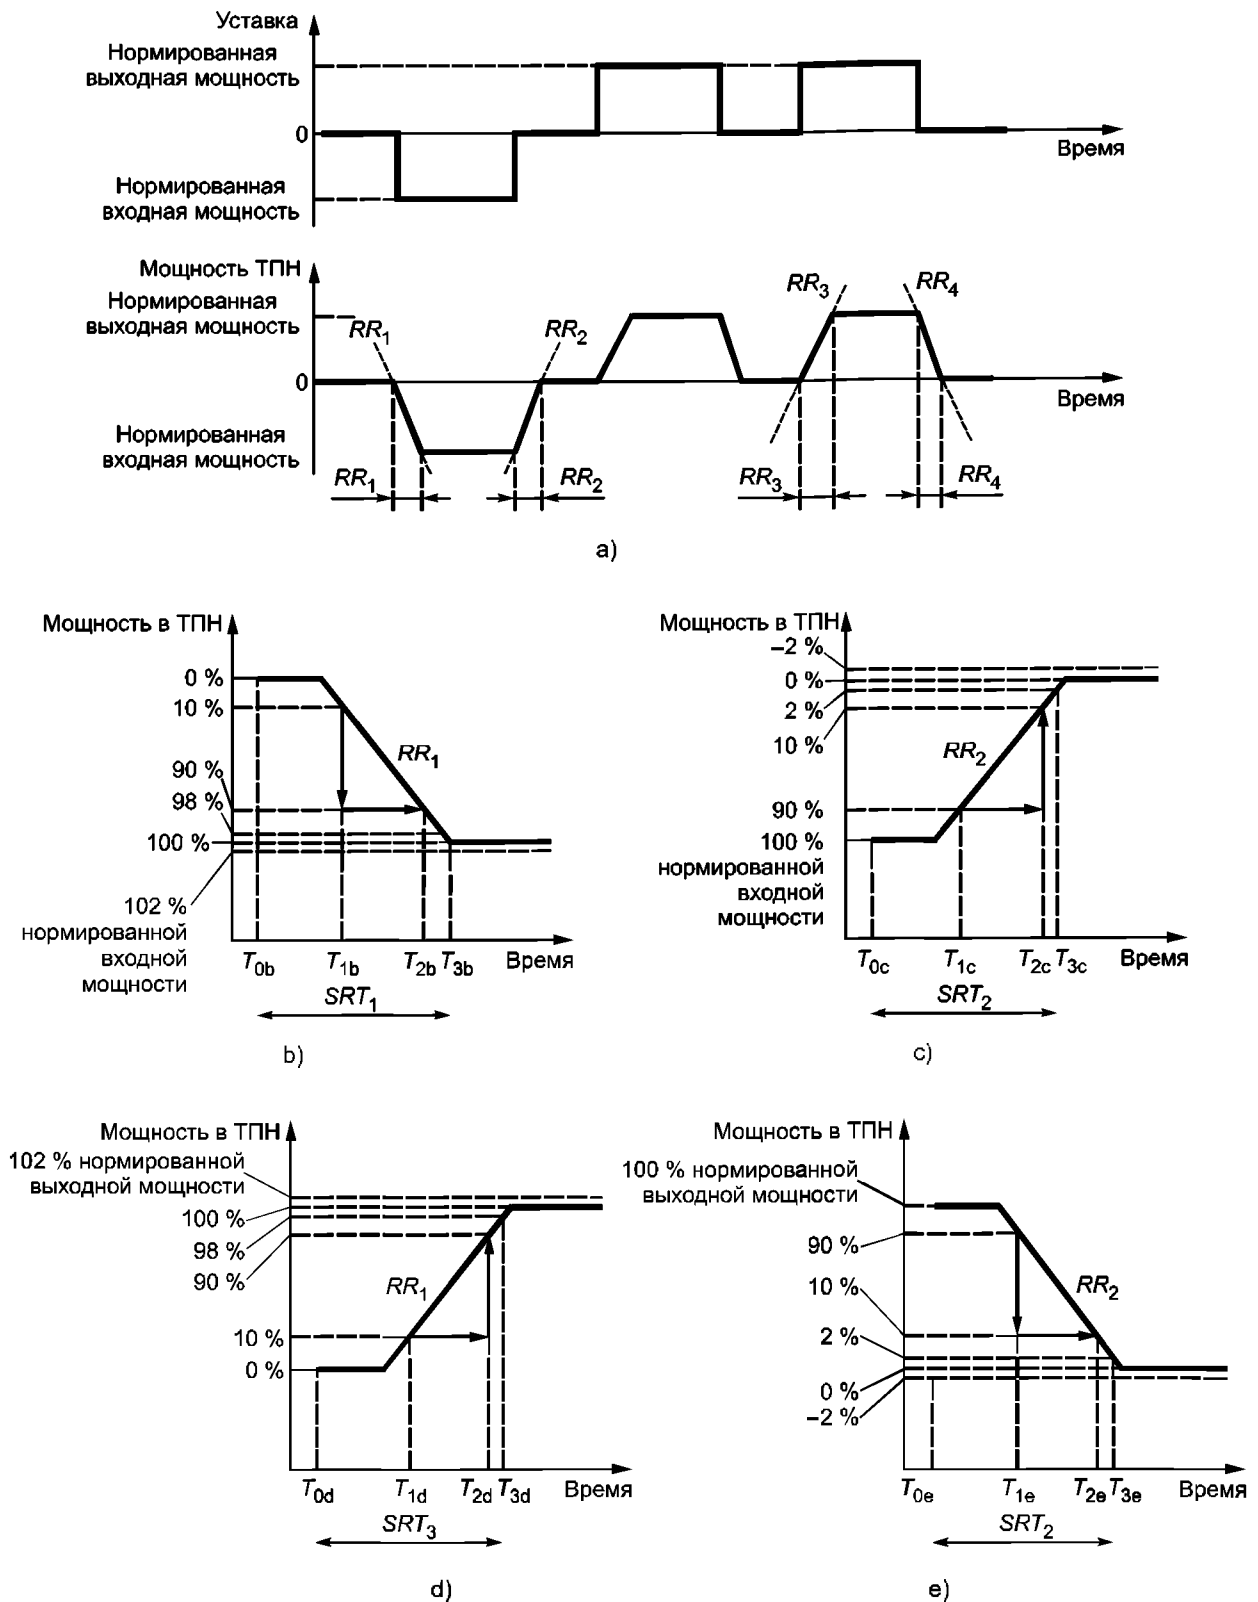 Уставка
Нормированная
выходная мощность
0
Время
Нормированная
входная мощность
Мощность ТПН
Нормированная
выходная мощность
RR1
RR2
RR3
RR4
0
Время
Нормированная
входная мощность
RR1
RR2
RR3
RR4
a)
Мощность в ТПН
0 %
10 %
RR1
90 %
98 %
100 %
102 %
нормированной
входной
мощности
T0b
T1b
T2b
T3b
Время
SRT1
b)
Мощность в ТПН
–2 %
0 %
2 %
10 %
RR2
90 %
100 %
нормированной
входной
мощности
T0c
T1c
T2c
T3c
Время
SRT2
c)
Мощность в ТПН
102 % нормированной
выходной мощности
100 %
98 %
90 %
RR1
10 %
0 %
T0d
T1d
T2d
T3d
Время
SRT3
d)
Мощность в ТПН
100 % нормированной
выходной мощности
90 %
10 %
RR2
2 %
0 %
–2 %
T0e
T1e
T2e
T3e
Время
SRT2
e)